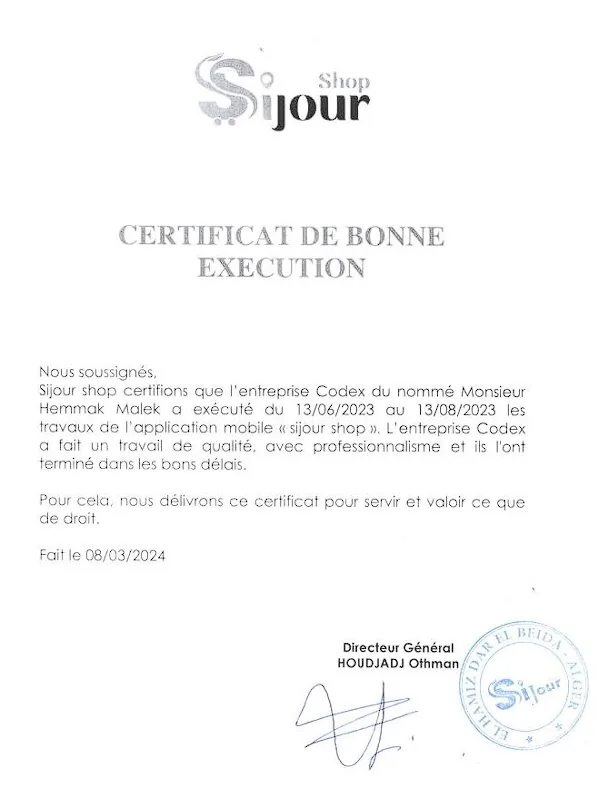 Shop
Sijour
CERTIFICAT DE BONNE
EXECUTION
Nous soussignés,
Sijour shop certifions que l'entreprise Codex du nommé Monsieur
Hemmak Malek a exécuté du 13/06/2023 au 13/08/2023 les
travaux de l'application mobile « sijour shop ». L'entreprise Codex
a fait un travail de qualité, avec professionnalisme et ils l'ont
terminé dans les bons délais.
Pour cela, nous délivrons ce certificat pour servir et valoir ce que
de droit.
Fait le 08/03/2024
Directeur Général
HOUDJADJ Othman
EL HAMIZ DAR EL BEIDA - ALGER
Sijour